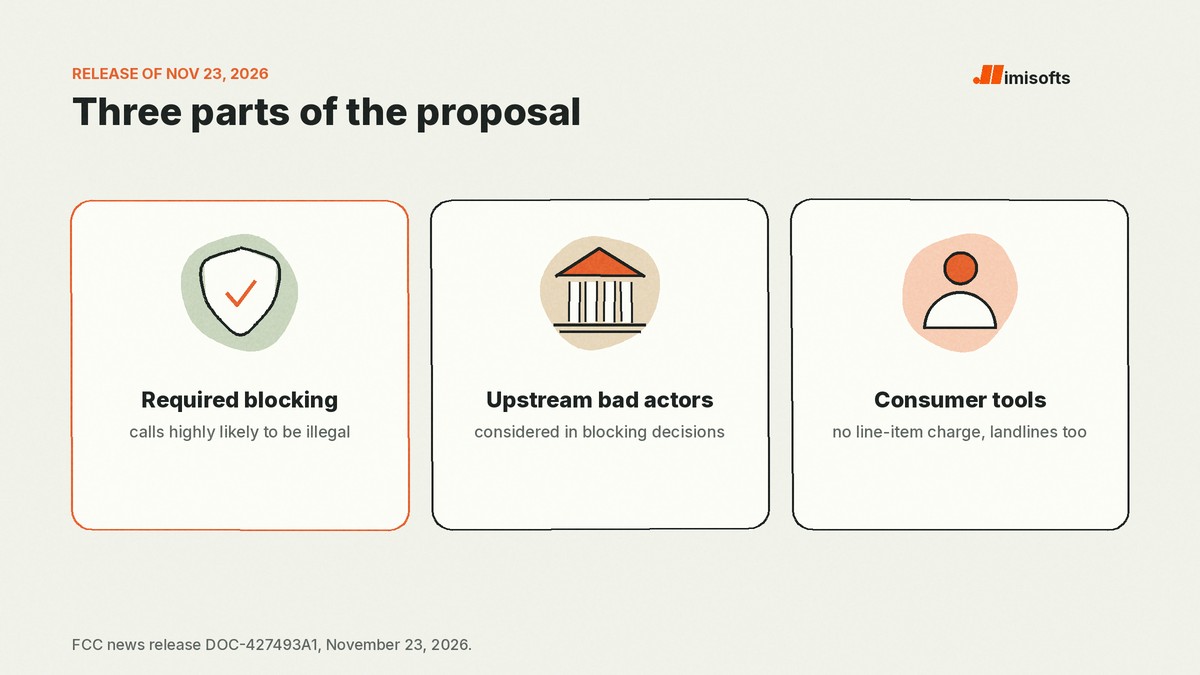 RELEASE OF NOV 23, 2026
imisofts
Three parts of the proposal
Required blocking
calls highly likely to be illegal
Upstream bad actors
considered in blocking decisions
Consumer tools
no line-item charge, landlines too
FCC news release DOC-427493A1, November 23, 2026.